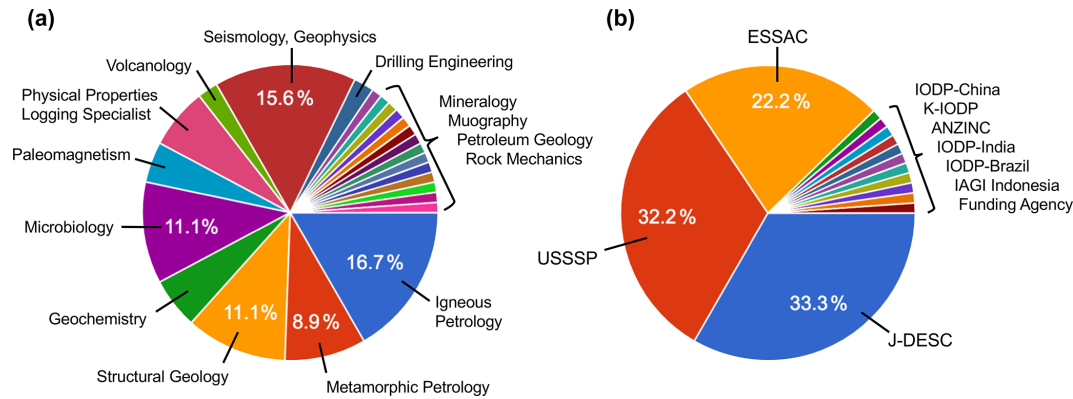 (a)
Seismology, Geophysics
Volcanology
Drilling Engineering
15.6 %
Physical Properties
Logging Specialist
Mineralogy
Muography
Petroleum Geology
Rock Mechanics
Paleomagnetism
Microbiology
11.1%
16.7 %
Igneous
Petrology
Geochemistry
11.1%
8.9 %
Structural Geology
Metamorphic Petrology
(b)
ESSAC
22.2 %
IODP-China
K-IODP
ANZINC
IODP-India
IODP-Brazil
IAGI Indonesia
Funding Agency
32.2 %
USSSP
33.3 %
J-DESC